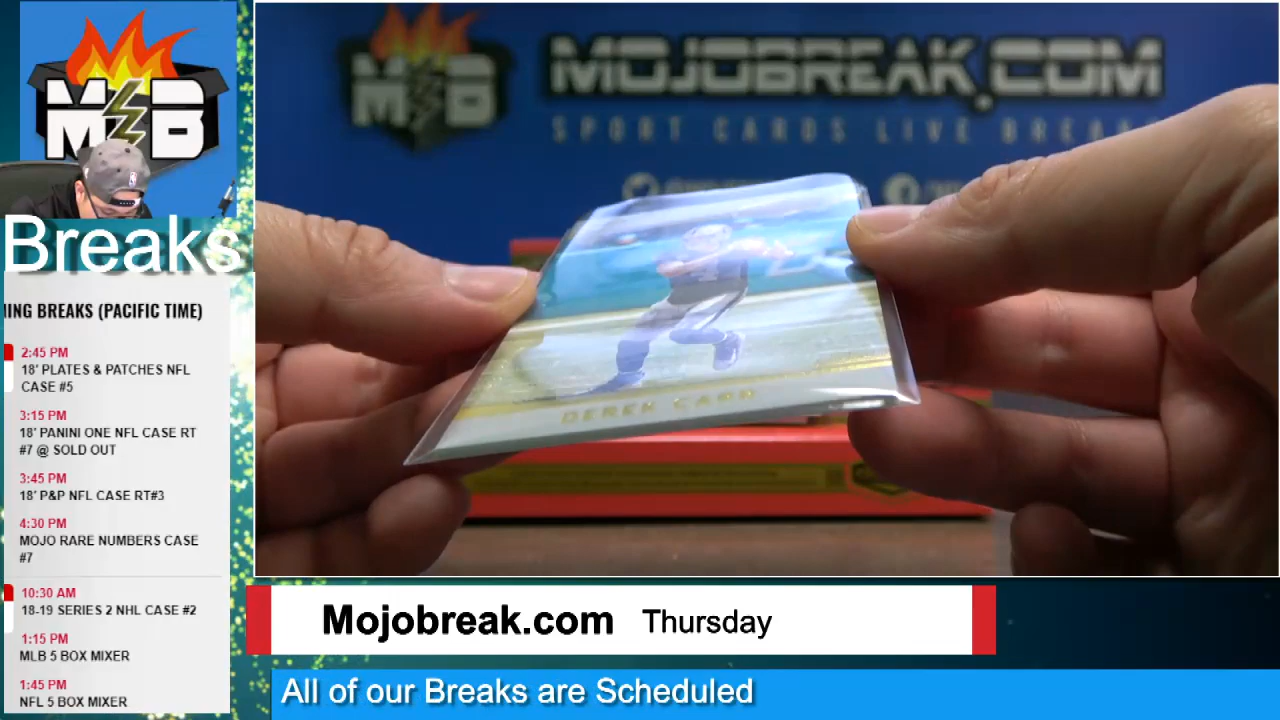 M B
Breaks
ING BREAKS (PACIFIC TIME)
2:45 PM
18' PLATES & PATCHES NFL
CASE #5
3:15 PM
18' PANINI ONE NFL CASE RT
#7 @ SOLD OUT
3:45 PM
18' P&P NFL CASE RT#3
4:30 PM
MOJO RARE NUMBERS CASE
#7
10:30 AM
18-19 SERIES 2 NHL CASE #2
1:15 PM
MLB 5 BOX MIXER
1:45 PM
NFL 5 BOX MIXER
M B
MOJOBREAK.COM
SPORT CARDS LIVE BREA
DEREK CARR
Mojobreak.com Thursday
All of our Breaks are Scheduled